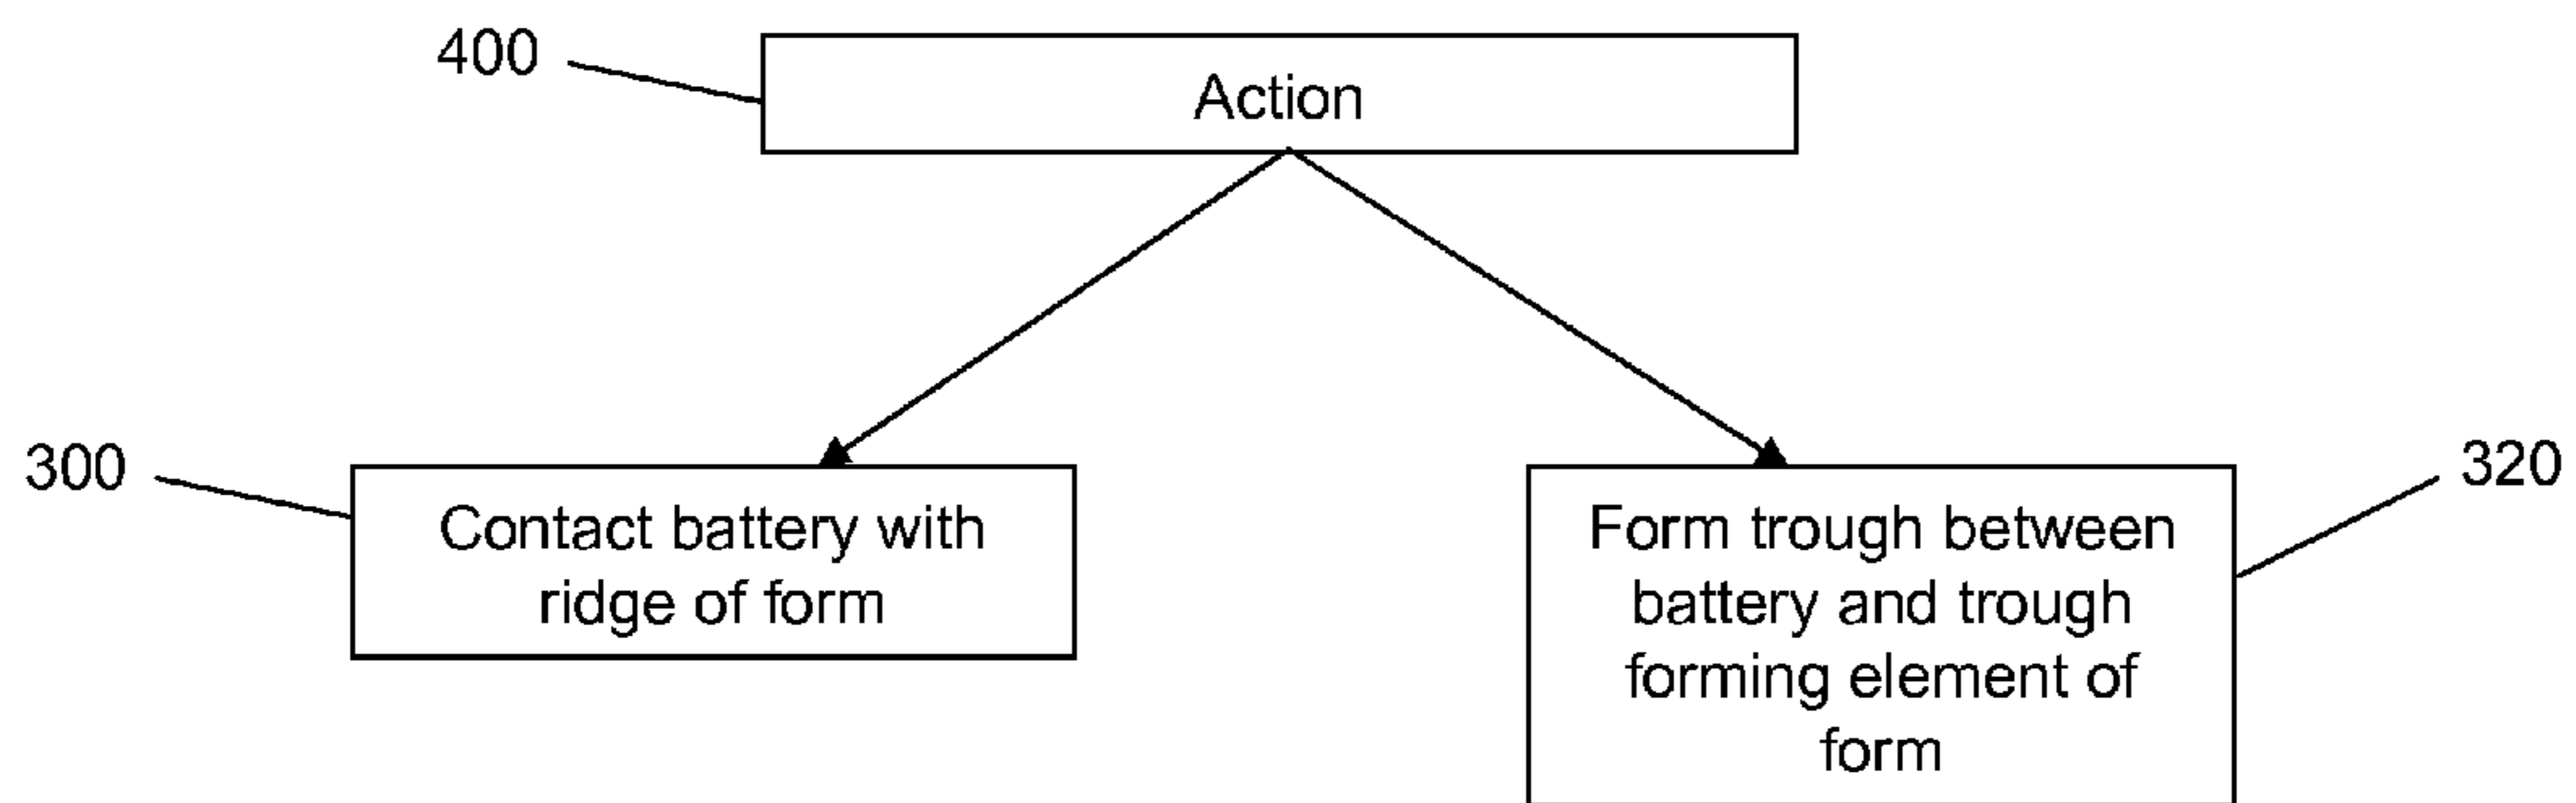 400
Action
300
Contact battery with
ridge of form
320
Form trough between
battery and trough
forming element of
form